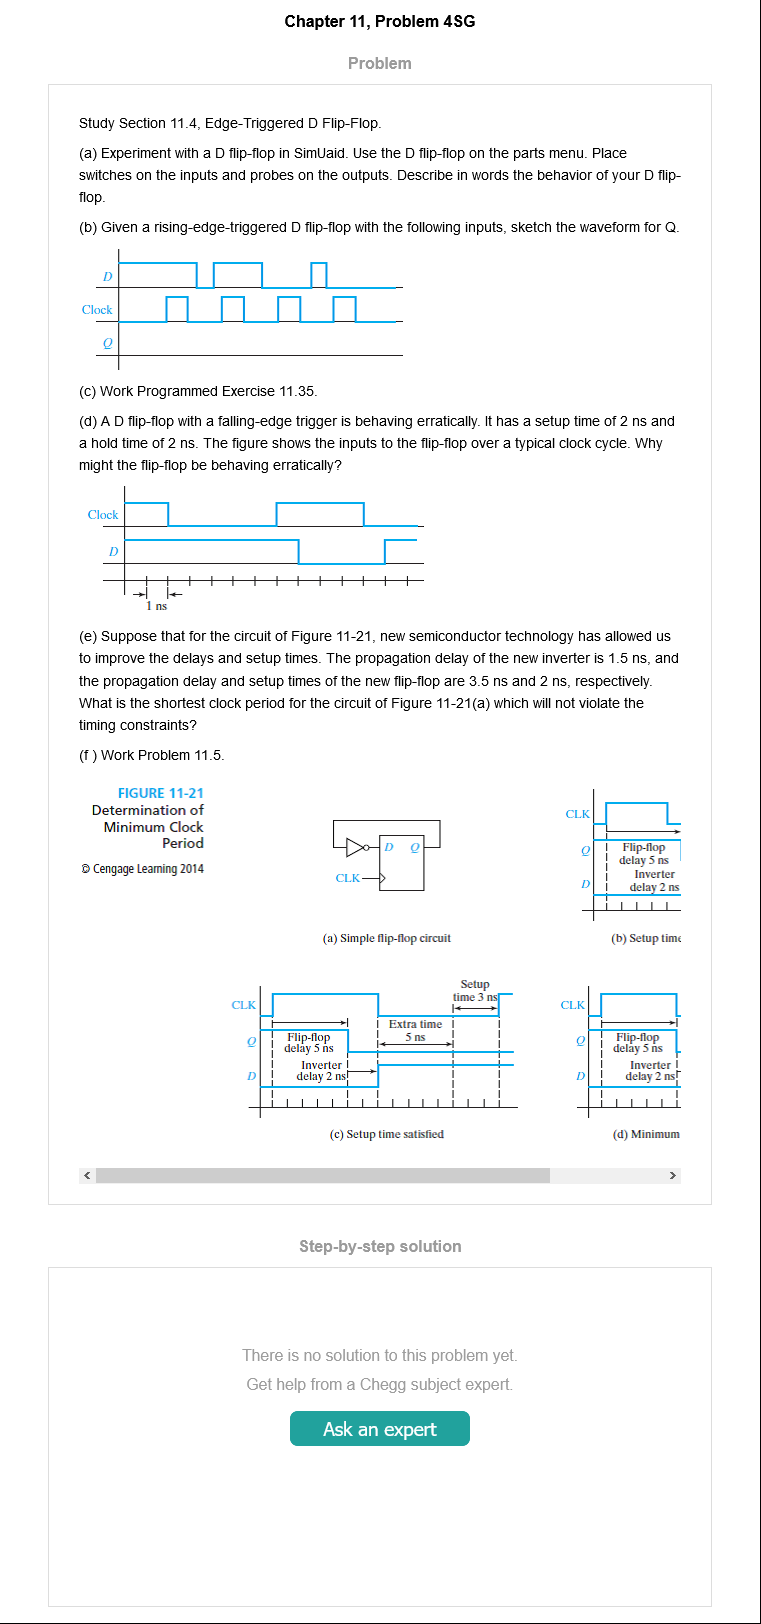 Chapter 11, Problem 4SG
Problem
Study Section 11.4, Edge-Triggered D Flip-Flop.
(a) Experiment with a D flip-flop in SimUaid. Use the D flip-flop on the parts menu. Place
switches on the inputs and probes on the outputs. Describe in words the behavior of your D flip-
flop.
(b) Given a rising-edge-triggered D flip-flop with the following inputs, sketch the waveform for Q.
D
Clock
Q
(c) Work Programmed Exercise 11.35.
(d) A D flip-flop with a falling-edge trigger is behaving erratically. It has a setup time of 2 ns and
a hold time of 2 ns. The figure shows the inputs to the flip-flop over a typical clock cycle. Why
might the flip-flop be behaving erratically?
Clock
D
1 ns
(e) Suppose that for the circuit of Figure 11-21, new semiconductor technology has allowed us
to improve the delays and setup times. The propagation delay of the new inverter is 1.5 ns, and
the propagation delay and setup times of the new flip-flop are 3.5 ns and 2 ns, respectively.
What is the shortest clock period for the circuit of Figure 11-21(a) which will not violate the
timing constraints?
(f ) Work Problem 11.5.
FIGURE 11-21
Determination of
Minimum Clock
Period
© Cengage Learning 2014
D Q
CLK
(a) Simple flip-flop circuit
CLK
Q
Flip-flop
delay 5 ns
Inverter
D
delay 2 ns
(b) Setup time
Setup
time 3 ns
CLK
Extra time
5 ns
Q
Flip-flop
delay 5 ns
Inverter
D
delay 2 ns
(c) Setup time satisfied
CLK
Q
Flip-flop
delay 5 ns
Inverter
D
delay 2 ns
(d) Minimum
Step-by-step solution
There is no solution to this problem yet.
Get help from a Chegg subject expert.
Ask an expert